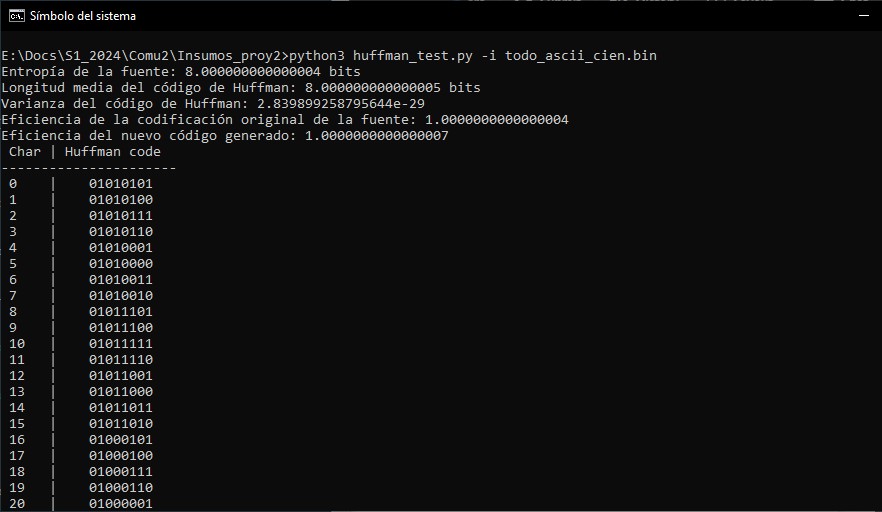 Símbolo del sistema
E:\Docs\S1_2024\Comu2\Insumos_proy2>python3 huffman_test.py -i todo_ascii_cien.bin
Entropía de la fuente: 8.000000000000004 bits
Longitud media del código de Huffman: 8.000000000000005 bits
Varianza del código de Huffman: 2.839899258795644e-29
Eficiencia de la codificación original de la fuente: 1.0000000000000004
Eficiencia del nuevo código generado: 1.0000000000000007
Char | Huffman code
----------------------
0 | 01010101
1 | 01010100
2 | 01010111
3 | 01010110
4 | 01010001
5 | 01010000
6 | 01010011
7 | 01010010
8 | 01011101
9 | 01011100
10 | 01011111
11 | 01011110
12 | 01011001
13 | 01011000
14 | 01011011
15 | 01011010
16 | 01000101
17 | 01000100
18 | 01000111
19 | 01000110
20 | 01000001